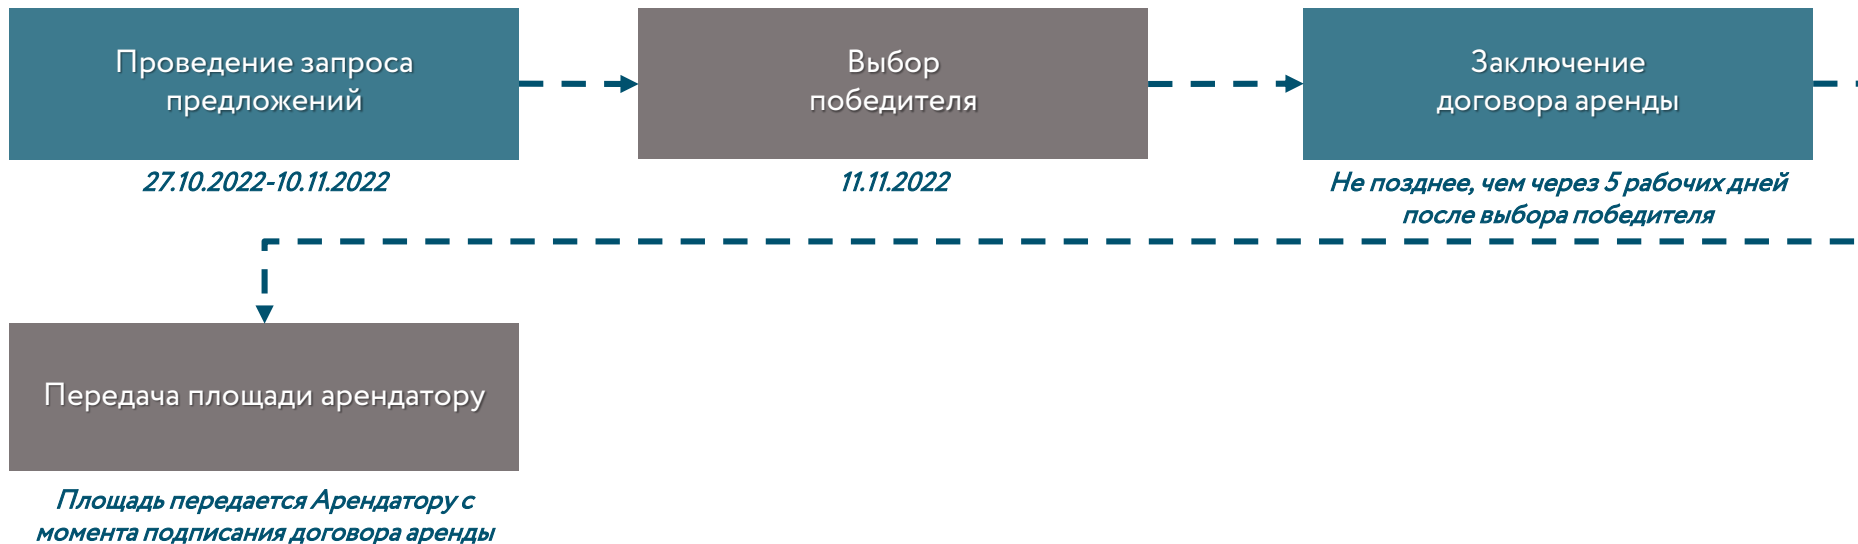 Проведение запроса
предложений
27.10.2022-10.11.2022
Выбор
победителя
11.11.2022
Заключение
договора аренды
Не позднее, чем через 5 рабочих дней
после выбора победителя
Передача площади арендатору
Площадь передается Арендатору с
момента подписания договора аренды